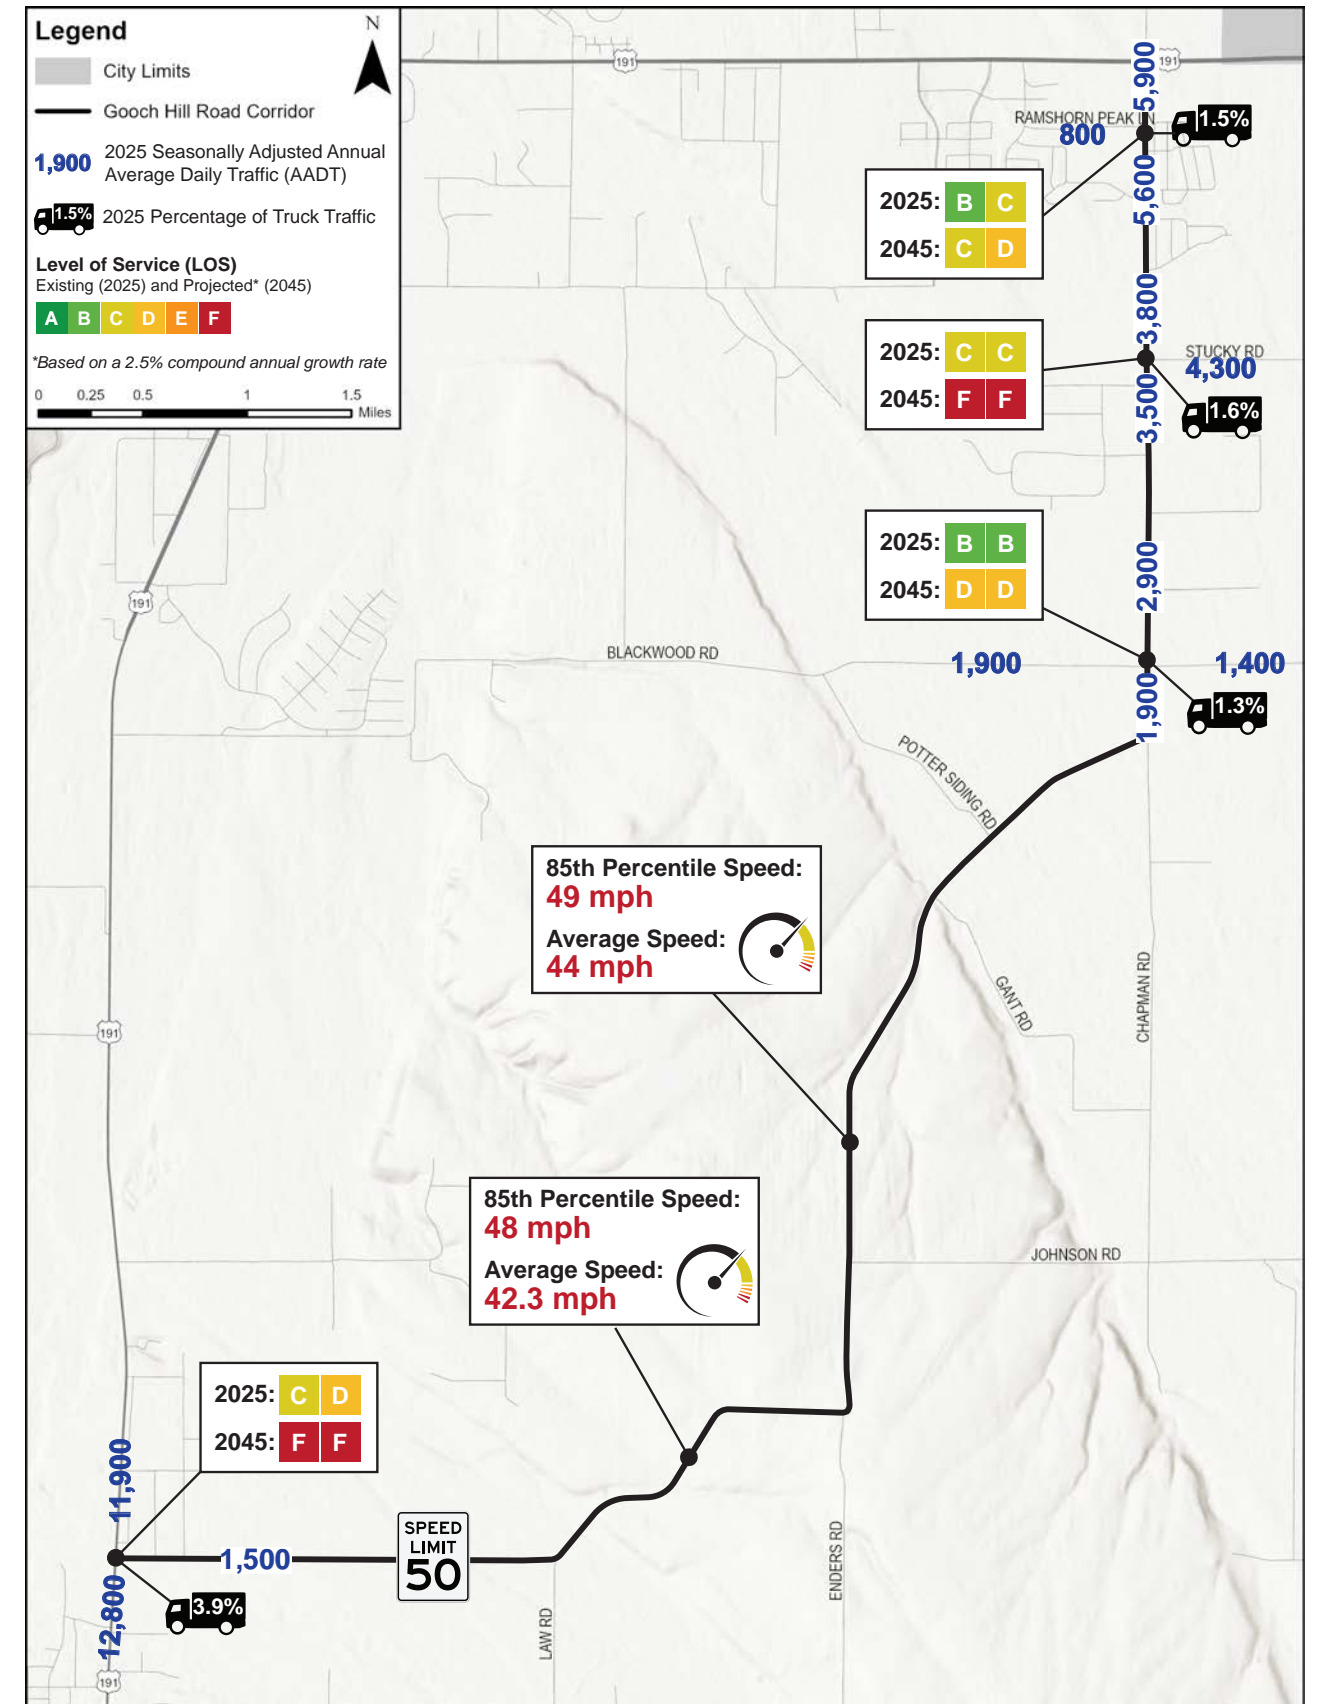 Legend
N
City Limits
Gooch Hill Road Corridor
1,900
2025 Seasonally Adjusted Annual
Average Daily Traffic (AADT)
1.5%
2025 Percentage of Truck Traffic
Level of Service (LOS)
Existing (2025) and Projected* (2045)
A B C D E F
*Based on a 2.5% compound annual growth rate
0 0.25 0.5 1 1.5
Miles
191
191
5,900
RAMSHORN PEAK LN
800
1.5%
5,600
2025: B C
2045: C D
3,800
STUCKY RD
4,300
2025: C C
2045: F F
3,500
1.6%
2025: B B
2045: D D
2,900
191
BLACKWOOD RD
1,900
1,400
1,900
1.3%
POTTER SIDING RD
85th Percentile Speed:
49 mph
Average Speed:
44 mph
GANT RD
CHAPMAN RD
191
85th Percentile Speed:
48 mph
Average Speed:
42.3 mph
JOHNSON RD
2025: C D
2045: F F
11,900
1,500
SPEED
LIMIT
50
ENDERS RD
12,800
3.9%
LAW RD
191